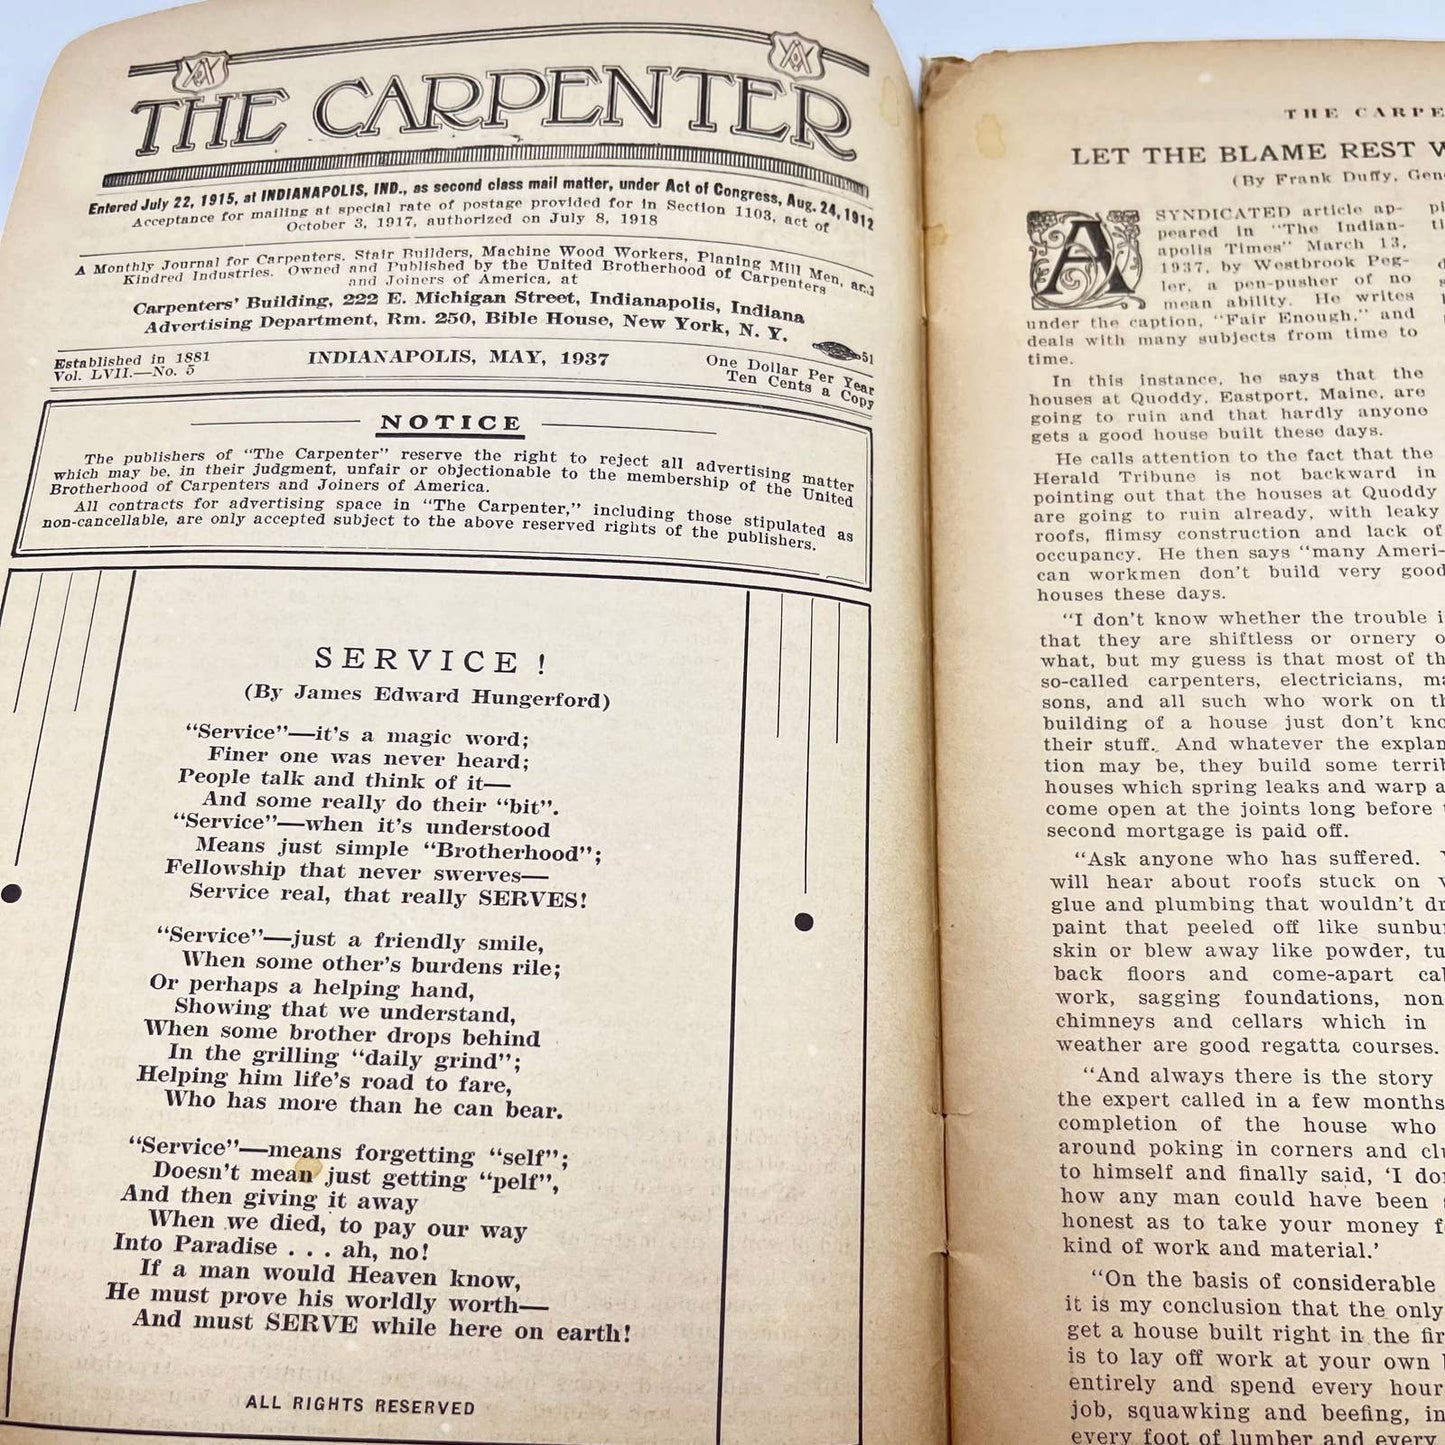 THE CARPENTER
Entered July 22, 1915, at INDIANAPOLIS, IND., as second class mail matter, under Act of Congress, Aug. 24, 1912
Acceptance for mailing at special rate of postage provided for in Section 1103, act of
October 3, 1917, authorized on July 8, 1918
A Monthly Journal for Carpenters, Stair Builders, Machine Wood Workers, Planing Mill Men, and
Kindred Industries. Owned and Published by the United Brotherhood of Carpenters
and Joiners of America, at
Carpenters' Building, 222 E. Michigan Street, Indianapolis, Indiana
Advertising Department, Rm. 250, Bible House, New York, N. Y.
51
Established in 1881
Vol. LVII.—No. 5
INDIANAPOLIS, MAY, 1937
One Dollar Per Year
Ten Cents a Copy
NOTICE
The publishers of "The Carpenter" reserve the right to reject all advertising matter
which may be, in their judgment, unfair or objectionable to the membership of the United
Brotherhood of Carpenters and Joiners of America.
All contracts for advertising space in "The Carpenter," including those stipulated as
non-cancellable, are only accepted subject to the above reserved rights of the publishers.
SERVICE!
(By James Edward Hungerford)
"Service"—it's a magic word;
Finer one was never heard;
People talk and think of it—
And some really do their "bit".
"Service"—when it's understood
Means just simple "Brotherhood";
Fellowship that never swerves—
Service real, that really SERVES!
"Service"—just a friendly smile,
When some other's burdens rile;
Or perhaps a helping hand,
Showing that we understand,
When some brother drops behind
In the grilling "daily grind";
Helping him life's road to fare,
Who has more than he can bear.
"Service"—means forgetting "self";
Doesn't mean just getting "pelf",
And then giving it away
When we died, to pay our way
Into Paradise . . . ah, no!
If a man would Heaven know,
He must prove his worldly worth—
And must SERVE while here on earth!
ALL RIGHTS RESERVED
THE CARPE
LET THE BLAME REST W
(By Frank Duffy, Gen
A SYNDICATED article ap-
peared in "The Indian-
apolis Times" March 13,
1937, by Westbrook Peg-
ler, a pen-pusher of no
mean ability. He writes
under the caption, "Fair Enough," and
deals with many subjects from time to
time.
In this instance, he says that the
houses at Quoddy, Eastport, Maine, are
going to ruin and that hardly anyone
gets a good house built these days.
He calls attention to the fact that the
Herald Tribune is not backward in
pointing out that the houses at Quoddy
are going to ruin already, with leaky
roofs, flimsy construction and lack of
occupancy. He then says "many Ameri-
can workmen don't build very good
houses these days.
"I don't know whether the trouble i
that they are shiftless or ornery o
what, but my guess is that most of th
so-called carpenters, electricians, ma
sons, and all such who work on th
building of a house just don't kno
their stuff. And whatever the explan
tion may be, they build some terrib
houses which spring leaks and warp a
come open at the joints long before t
second mortgage is paid off.
"Ask anyone who has suffered. Y
will hear about roofs stuck on w
glue and plumbing that wouldn't dr
paint that peeled off like sunbur
skin or blew away like powder, tu
back floors and come-apart cab
work, sagging foundations, non
chimneys and cellars which in
weather are good regatta courses.
"And always there is the story
the expert called in a few months
completion of the house who
around poking in corners and clu
to himself and finally said, 'I don
how any man could have been s
honest as to take your money f
kind of work and material.'
"On the basis of considerable
it is my conclusion that the only
get a house built right in the fir
is to lay off work at your own
entirely and spend every hour
job, squawking and beefing, in
every foot of lumber and every